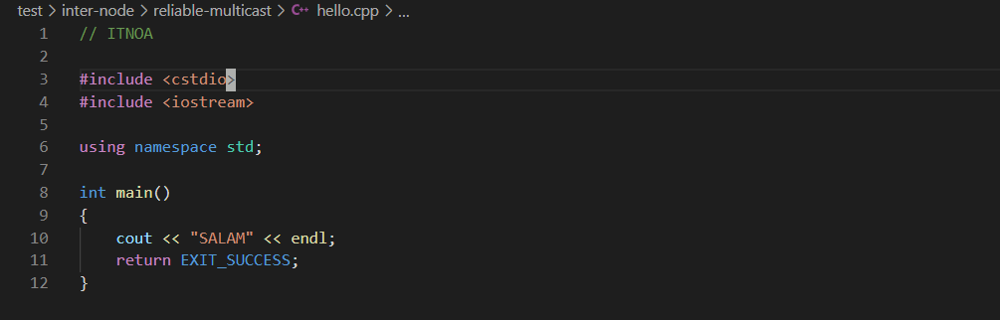 test > inter-node > reliable-multicast > C++ hello.cpp > ...
1 // ITNOA
2
3 #include <cstdio>
4 #include <iostream>
5
6 using namespace std;
7
8 int main()
9 {
10 cout << "SALAM" << endl;
11 return EXIT_SUCCESS;
12 }